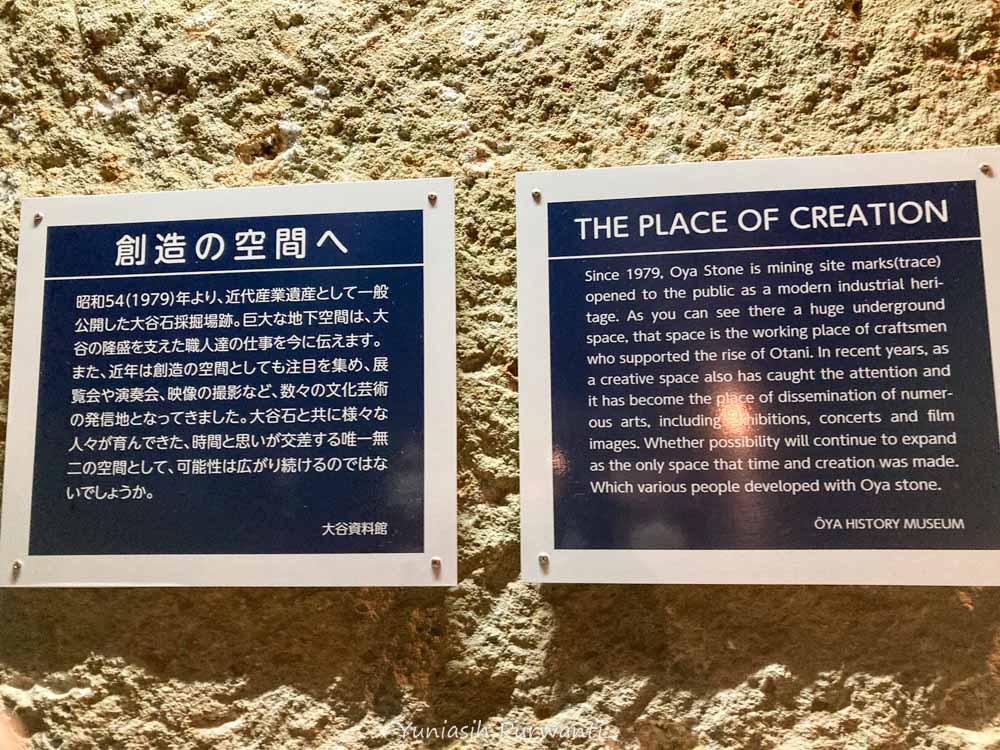 創造の空間へ
昭和54(1979)年より、近代産業遺産として一般
公開した大谷石採掘場跡。巨大な地下空間は、大
谷の隆盛を支えた職人達の仕事を今に伝えます。
また、近年は創造の空間としても注目を集め、展
覧会や演奏会、映像の撮影など、数々の文化芸術
の発信地となってきました。大谷石と共に様々な
人々が育んできた、時間と思いが交差する唯一無
二の空間として、可能性は広がり続けるのではな
いでしょうか。
大谷資料館
THE PLACE OF CREATION
Since 1979, Oya Stone is mining site marks(trace)
opened to the public as a modern industrial heri-
tage. As you can see there a huge underground
space, that space is the working place of craftsmen
who supported the rise of Otani. In recent years, as
a creative space also has caught the attention and
it has become the place of dissemination of numer-
ous arts, including exhibitions, concerts and film
images. Whether possibility will continue to expand
as the only space that time and creation was made.
Which various people developed with Oya stone.
ŌYA HISTORY MUSEUM
Yuniasih Purwanti